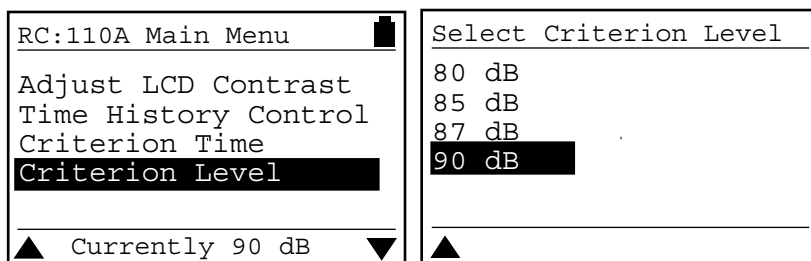 RC:110A Main Menu
Adjust LCD Contrast
Time History Control
Criterion Time
Criterion Level
Currently 90 dB
Select Criterion Level
80 dB
85 dB
87 dB
90 dB